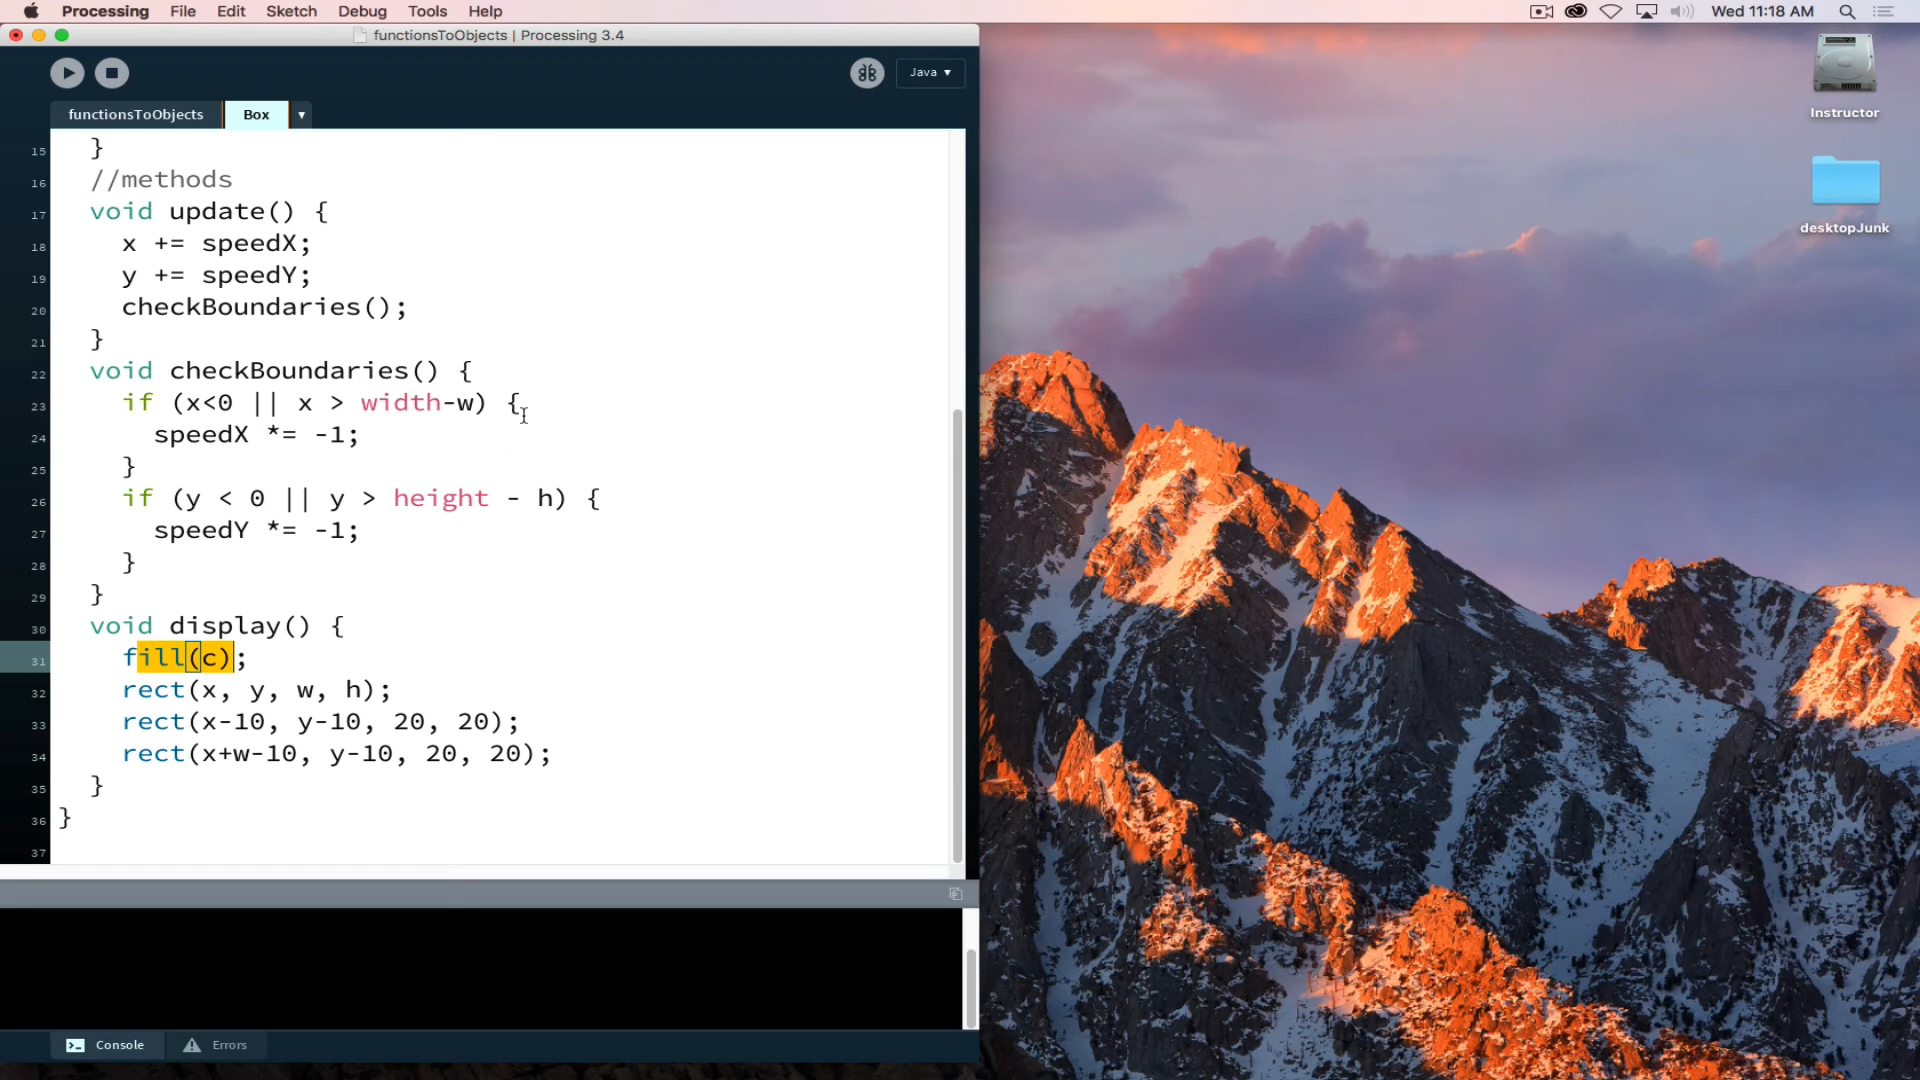 Processing File Edit Sketch Debug Tools Help Wed 11:18 AM
functionsToObjects | Processing 3.4
Java ▾
functionsToObjects Box ▾
Instructor
desktopJunk
15 }
16 //methods
17 void update() {
18 x += speedX;
19 y += speedY;
20 checkBoundaries();
21 }
22 void checkBoundaries() {
23 if (x<0 || x > width-w) {
24 speedX *= -1;
25 }
26 if (y < 0 || y > height - h) {
27 speedY *= -1;
28 }
29 }
30 void display() {
31 fill(c);
32 rect(x, y, w, h);
33 rect(x-10, y-10, 20, 20);
34 rect(x+w-10, y-10, 20, 20);
35 }
36 }
37
Console Errors